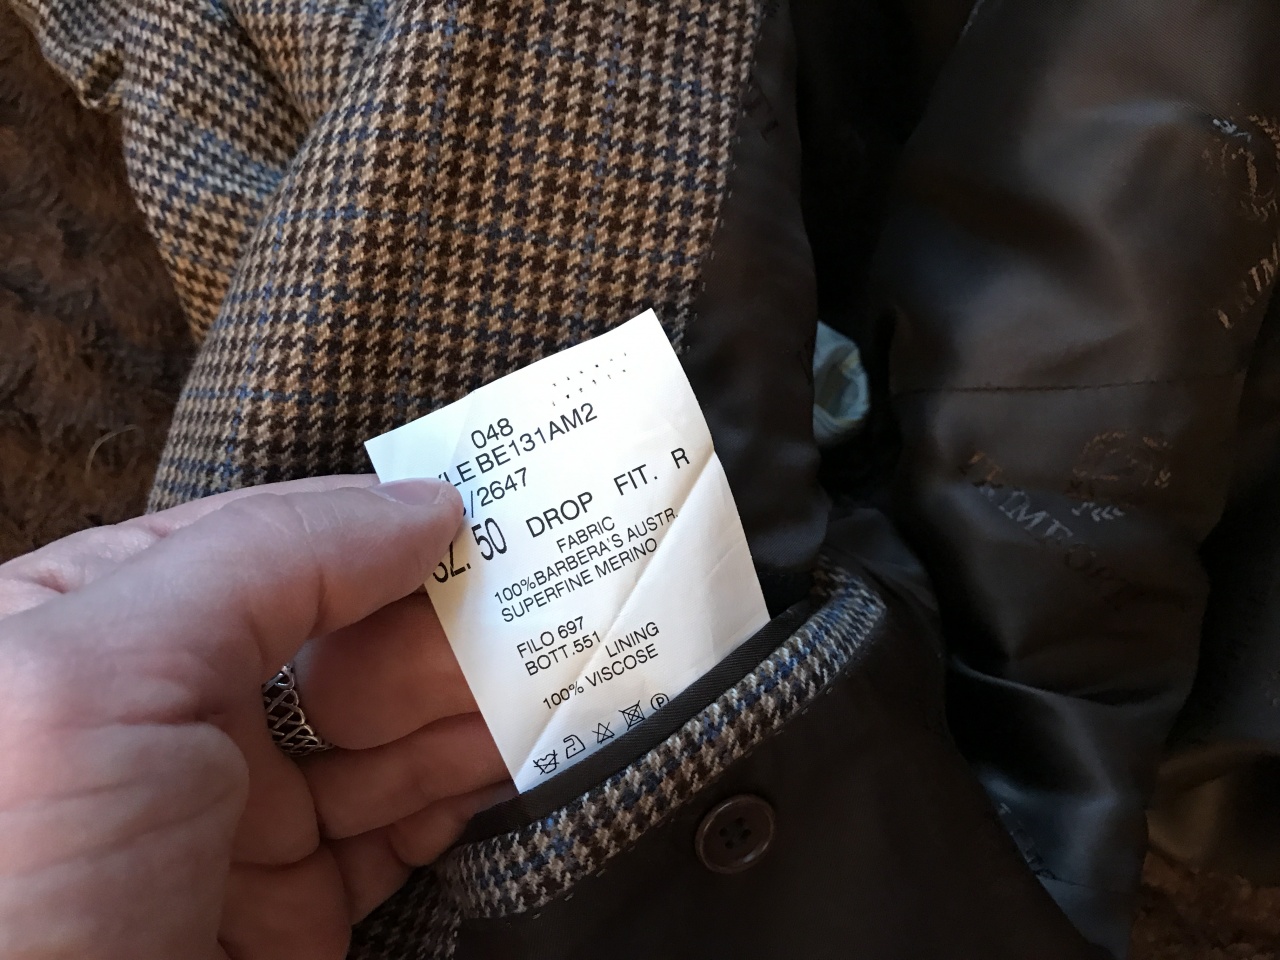 048
BE131AM2
/2647
SZ. 50 DROP FIT. R
FABRIC
100%BARBERA'S AUSTR.
SUPERFINE MERINO
FILO 697
BOTT.551 LINING
100% VISCOSE